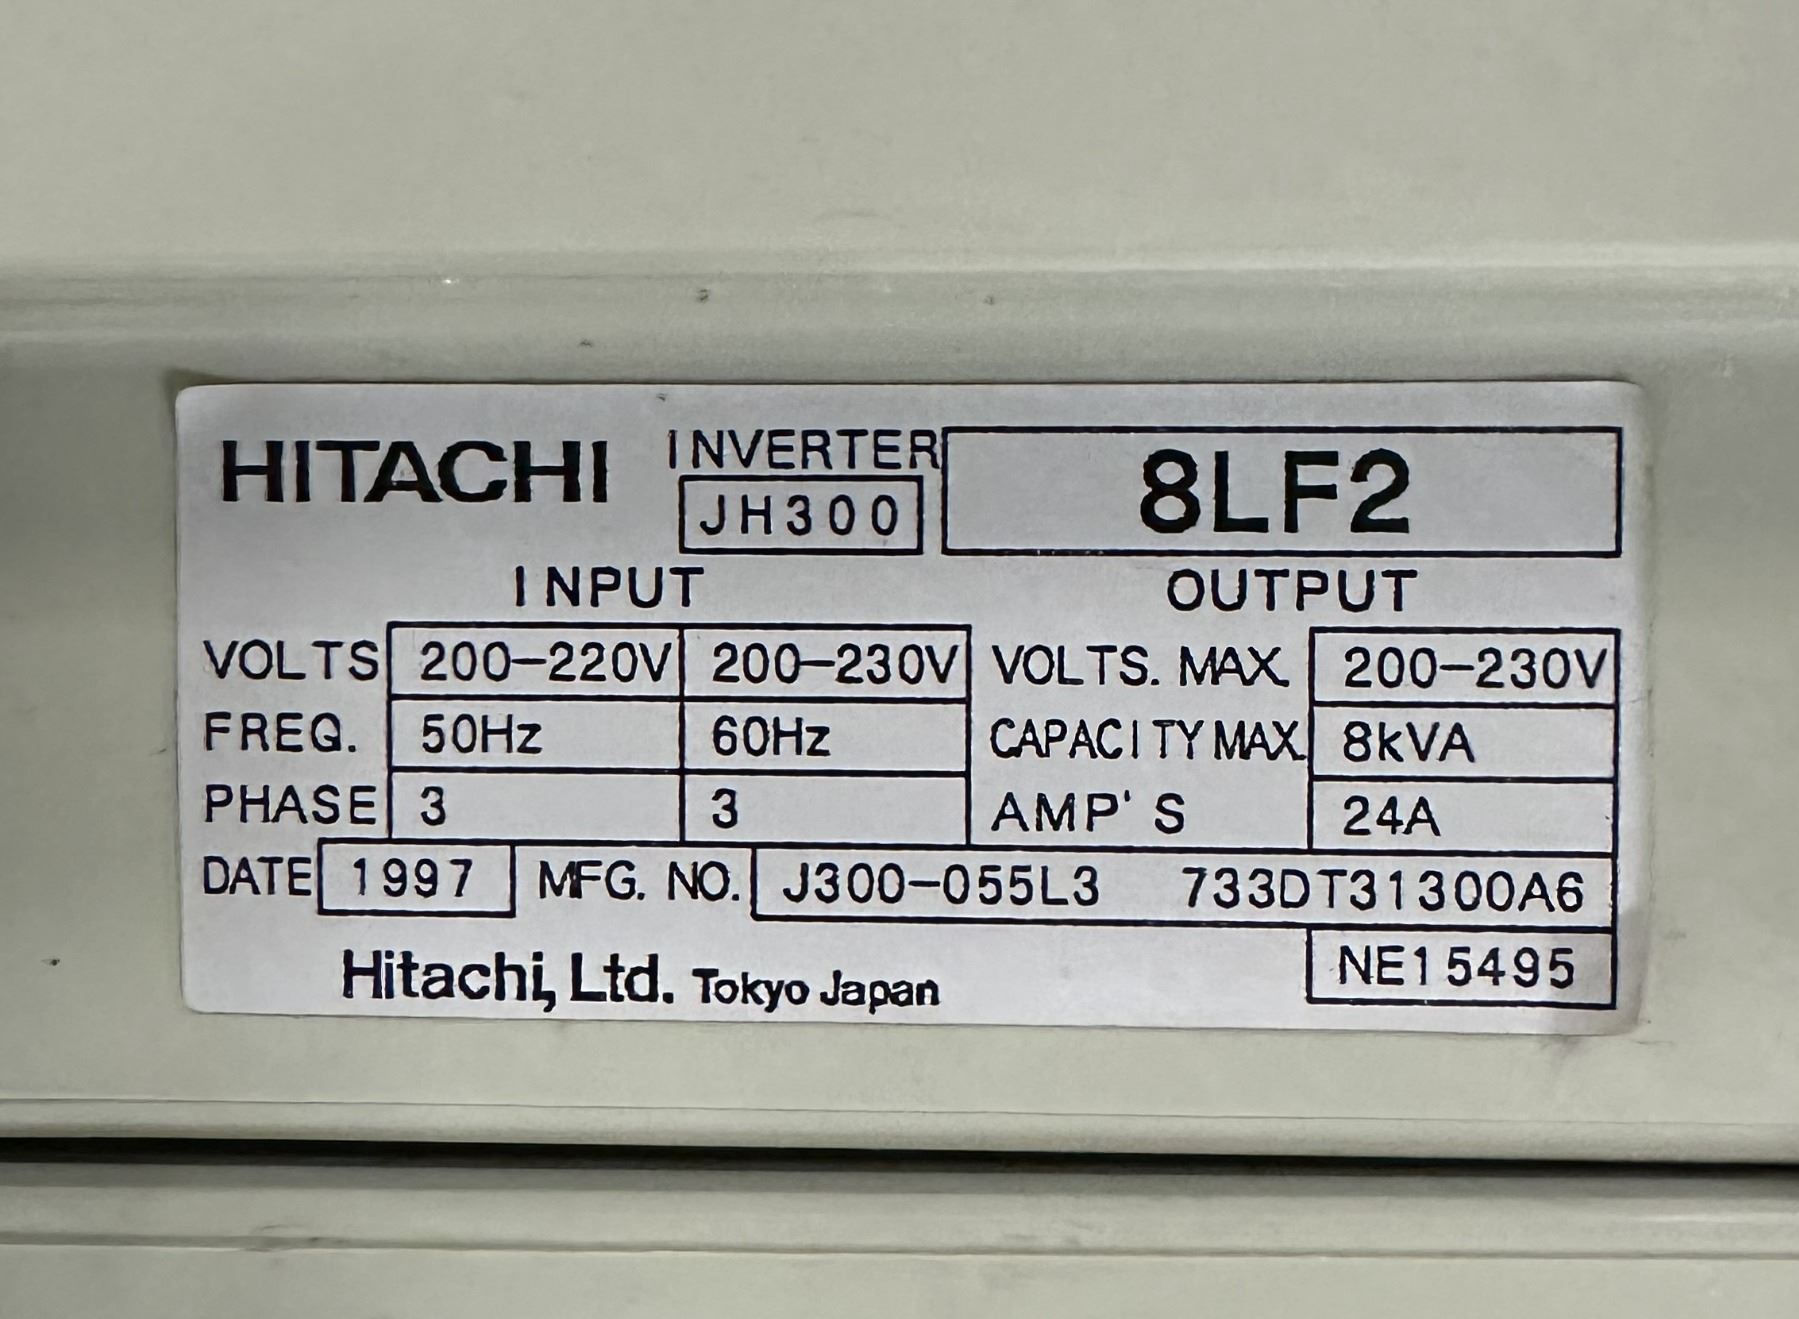 HITACHI INVERTER 8LF2
JH300
INPUT OUTPUT
VOLTS 200-220V 200-230V VOLTS. MAX. 200-230V
FREQ. 50Hz 60Hz CAPACITY MAX. 8kVA
PHASE 3 3 AMP'S 24A
DATE 1997 MFG. NO. J300-055L3 733DT31300A6
Hitachi, Ltd. Tokyo Japan NE15495